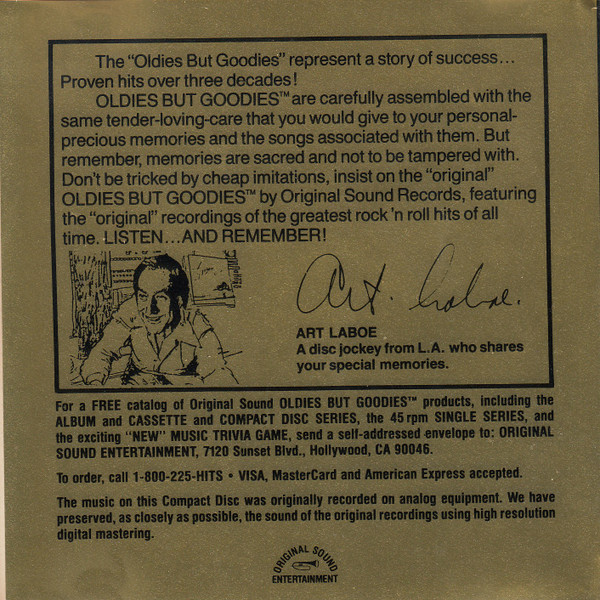 The “Oldies But Goodies” represent a story of success...
Proven hits over three decades!
OLDIES BUT GOODIES™ are carefully assembled with the
same tender-loving-care that you would give to your personal-
precious memories and the songs associated with them. But
remember, memories are sacred and not to be tampered with.
Don't be tricked by cheap imitations, insist on the “original”
OLDIES BUT GOODIES™ by Original Sound Records, featuring
the “original” recordings of the greatest rock 'n roll hits of all
time. LISTEN...AND REMEMBER!
Art. Laboe.
ART LABOE
A disc jockey from L.A. who shares
your special memories.
For a FREE catalog of Original Sound OLDIES BUT GOODIES™ products, including the
ALBUM and CASSETTE and COMPACT DISC SERIES, the 45 rpm SINGLE SERIES, and
the exciting "NEW" MUSIC TRIVIA GAME, send a self-addressed envelope to: ORIGINAL
SOUND ENTERTAINMENT, 7120 Sunset Blvd., Hollywood, CA 90046.
To order, call 1-800-225-HITS • VISA, MasterCard and American Express accepted.
The music on this Compact Disc was originally recorded on analog equipment. We have
preserved, as closely as possible, the sound of the original recordings using high resolution
digital mastering.
ORIGINAL SOUND
ENTERTAINMENT